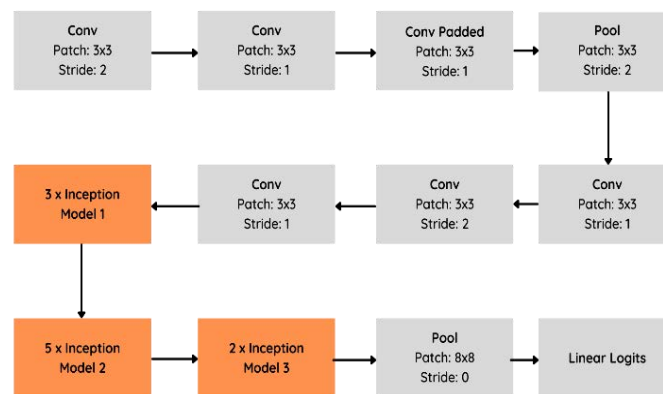 Conv
Patch: 3x3
Stride: 2
Conv
Patch: 3x3
Stride: 1
Conv Padded
Patch: 3x3
Stride: 1
Pool
Patch: 3x3
Stride: 2
Conv
Patch: 3x3
Stride: 1
Conv
Patch: 3x3
Stride: 2
Conv
Patch: 3x3
Stride: 1
3 x Inception
Model 1
5 x Inception
Model 2
2 x Inception
Model 3
Pool
Patch: 8x8
Stride: 0
Linear Logits